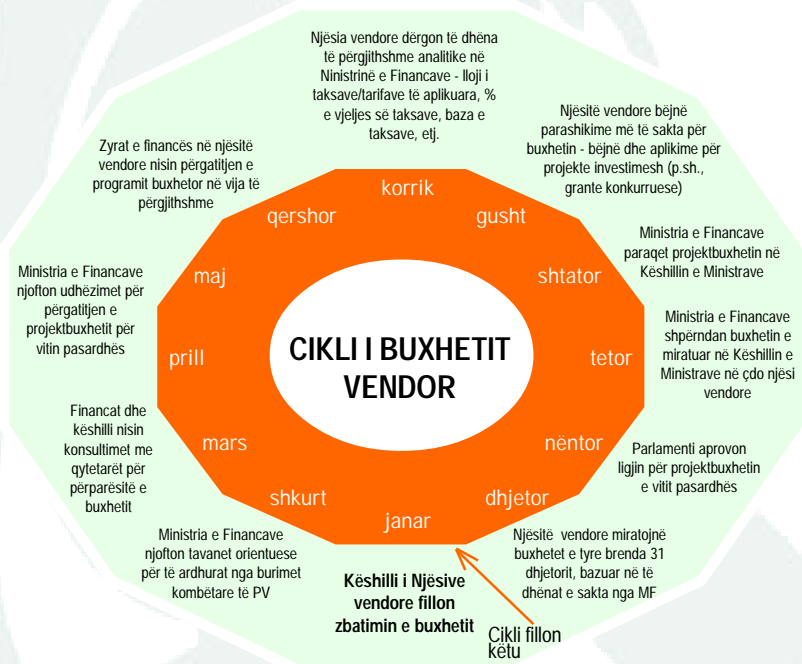 Njësia vendore dërgon të dhëna
të përgjithshme analitike në
Ninistrinë e Financave - lloji i
taksave/tarifave të aplikuara, %
e vjeljes së taksave, baza e
taksave, etj.
Njësitë vendore bëjnë
parashikime më të sakta për
buxhetin - bëjnë dhe aplikime për
projekte investimesh (p.sh.,
grante konkurruese)
Ministria e Financave
paraqet projektbuxhetin në
Këshillin e Ministrave
Ministria e Financave
shpërndan buxhetin e
miratuar në Këshillin e
Ministrave në çdo njësi
vendore
Parlamenti aprovon
ligjin për projektbuxhetin
e vitit pasardhës
Njësitë vendore miratojnë
buxhetet e tyre brenda 31
dhjetorit, bazuar në të
dhënat e sakta nga MF
Cikli fillon
këtu
Këshilli i Njësive
vendore fillon
zbatimin e buxhetit
Ministria e Financave
njofton tavanet orientuese
për të ardhurat nga burimet
kombëtare të PV
Financat dhe
këshilli nisin
konsultimet me
qytetarët për
përparësitë e
buxhetit
Ministria e Financave
njofton udhëzimet për
përgatitjen e
projektbuxhetit për
vitin pasardhës
Zyrat e financës në njësitë
vendore nisin përgatitjen e
programit buxhetor në vija të
përgjithshme
korrik
gusht
shtator
tetor
nëntor
dhjetor
janar
shkurt
mars
prill
maj
qershor
CIKLI I BUXHETIT
VENDOR